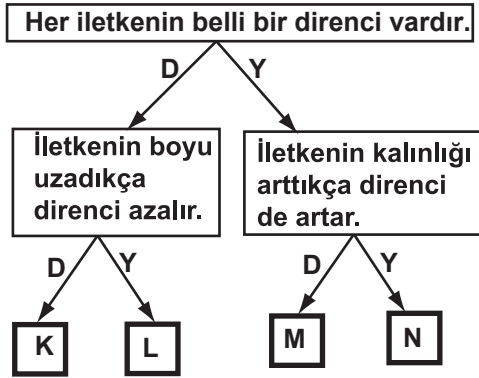 Her iletkenin belli bir direnci vardır.
D Y
İletkenin boyu
uzadıkça
direnci azalır.
İletkenin kalınlığı
arttıkça direnci
de artar.
D Y D Y
K L M N